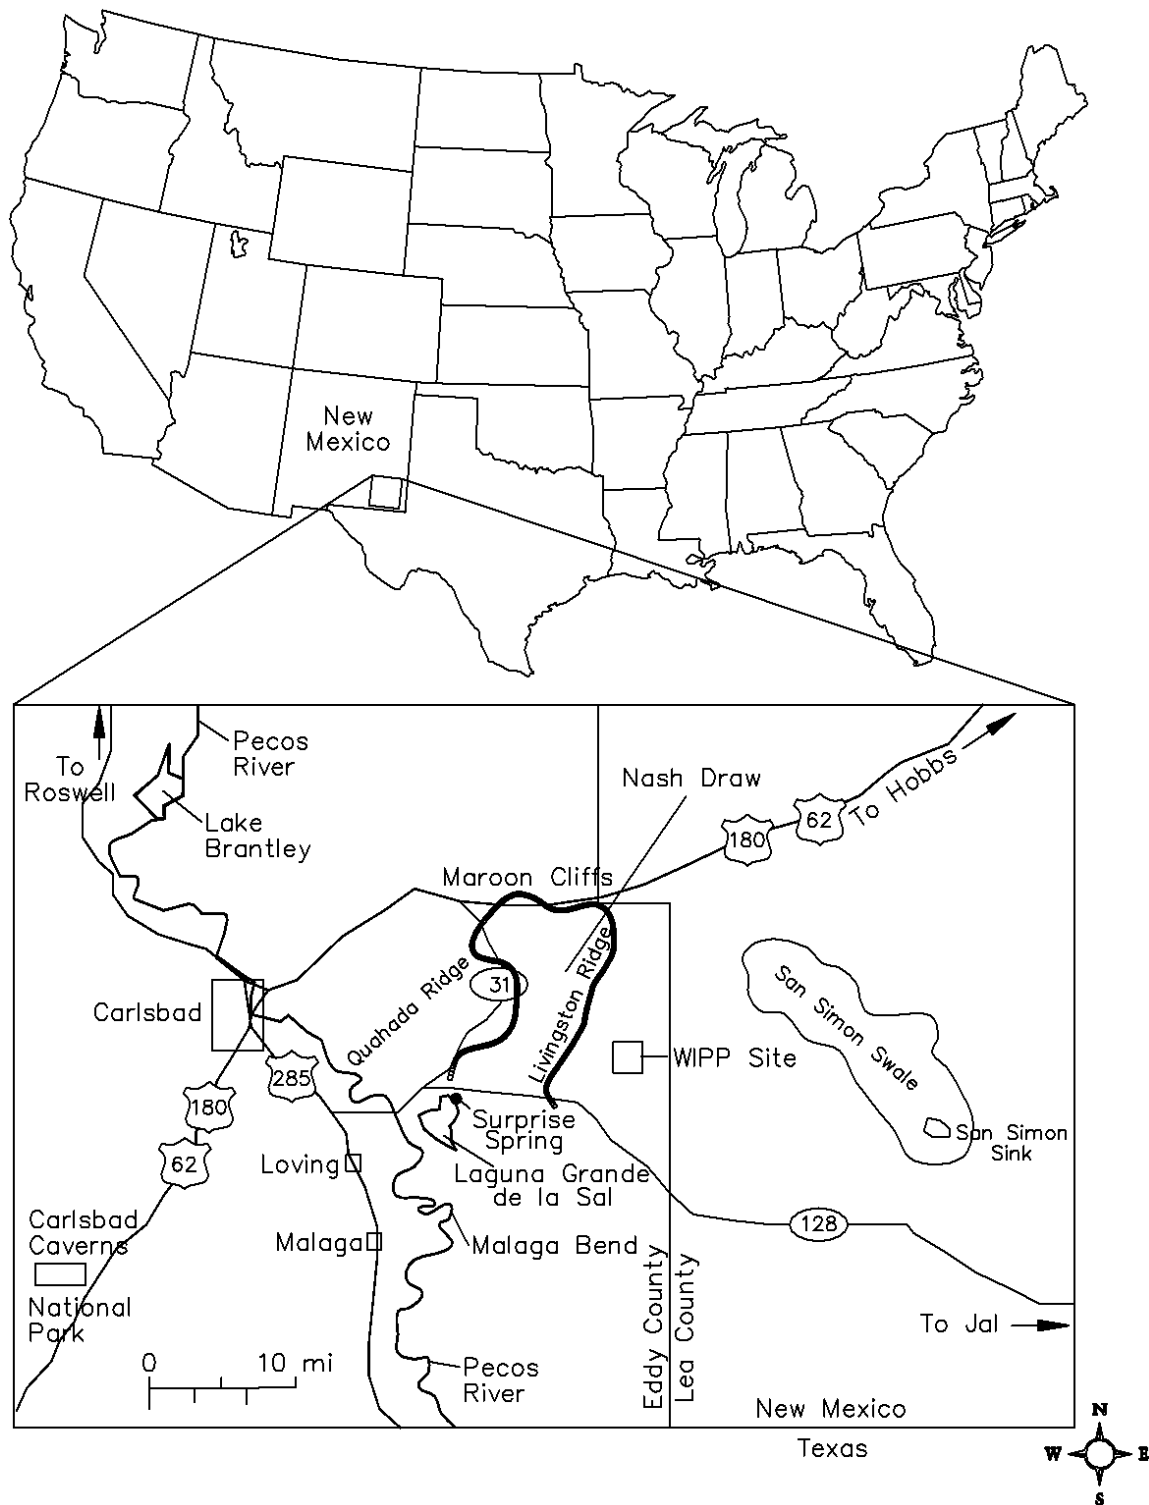 New
Mexico
Pecos
River
To
Roswell
Nash Draw
To Hobbs
62
180
Lake
Brantley
Maroon Cliffs
Quahada Ridge
31
Livingston Ridge
San Simon Swale
Carlsbad
WIPP Site
285
180
Surprise
Spring
San Simon
Sink
62
Loving
Laguna Grande
de la Sal
Carlsbad
Caverns
National
Park
128
Malaga
Malaga Bend
Eddy County
Lea County
To Jal
0 10 mi
Pecos
River
New Mexico
Texas
N
W E
S